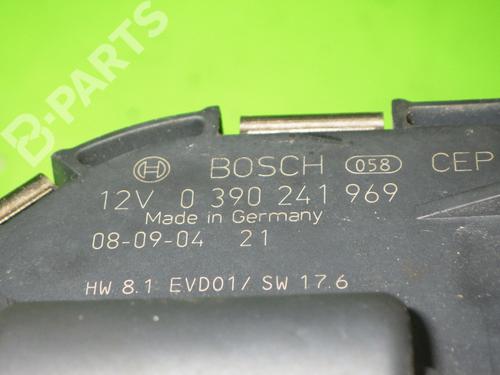 B-PARTS
BOSCH 058 CEP
12V 0 390 241 969
Made in Germany
08-09-04 21
HW 8.1 EVD01/ SW 17.6